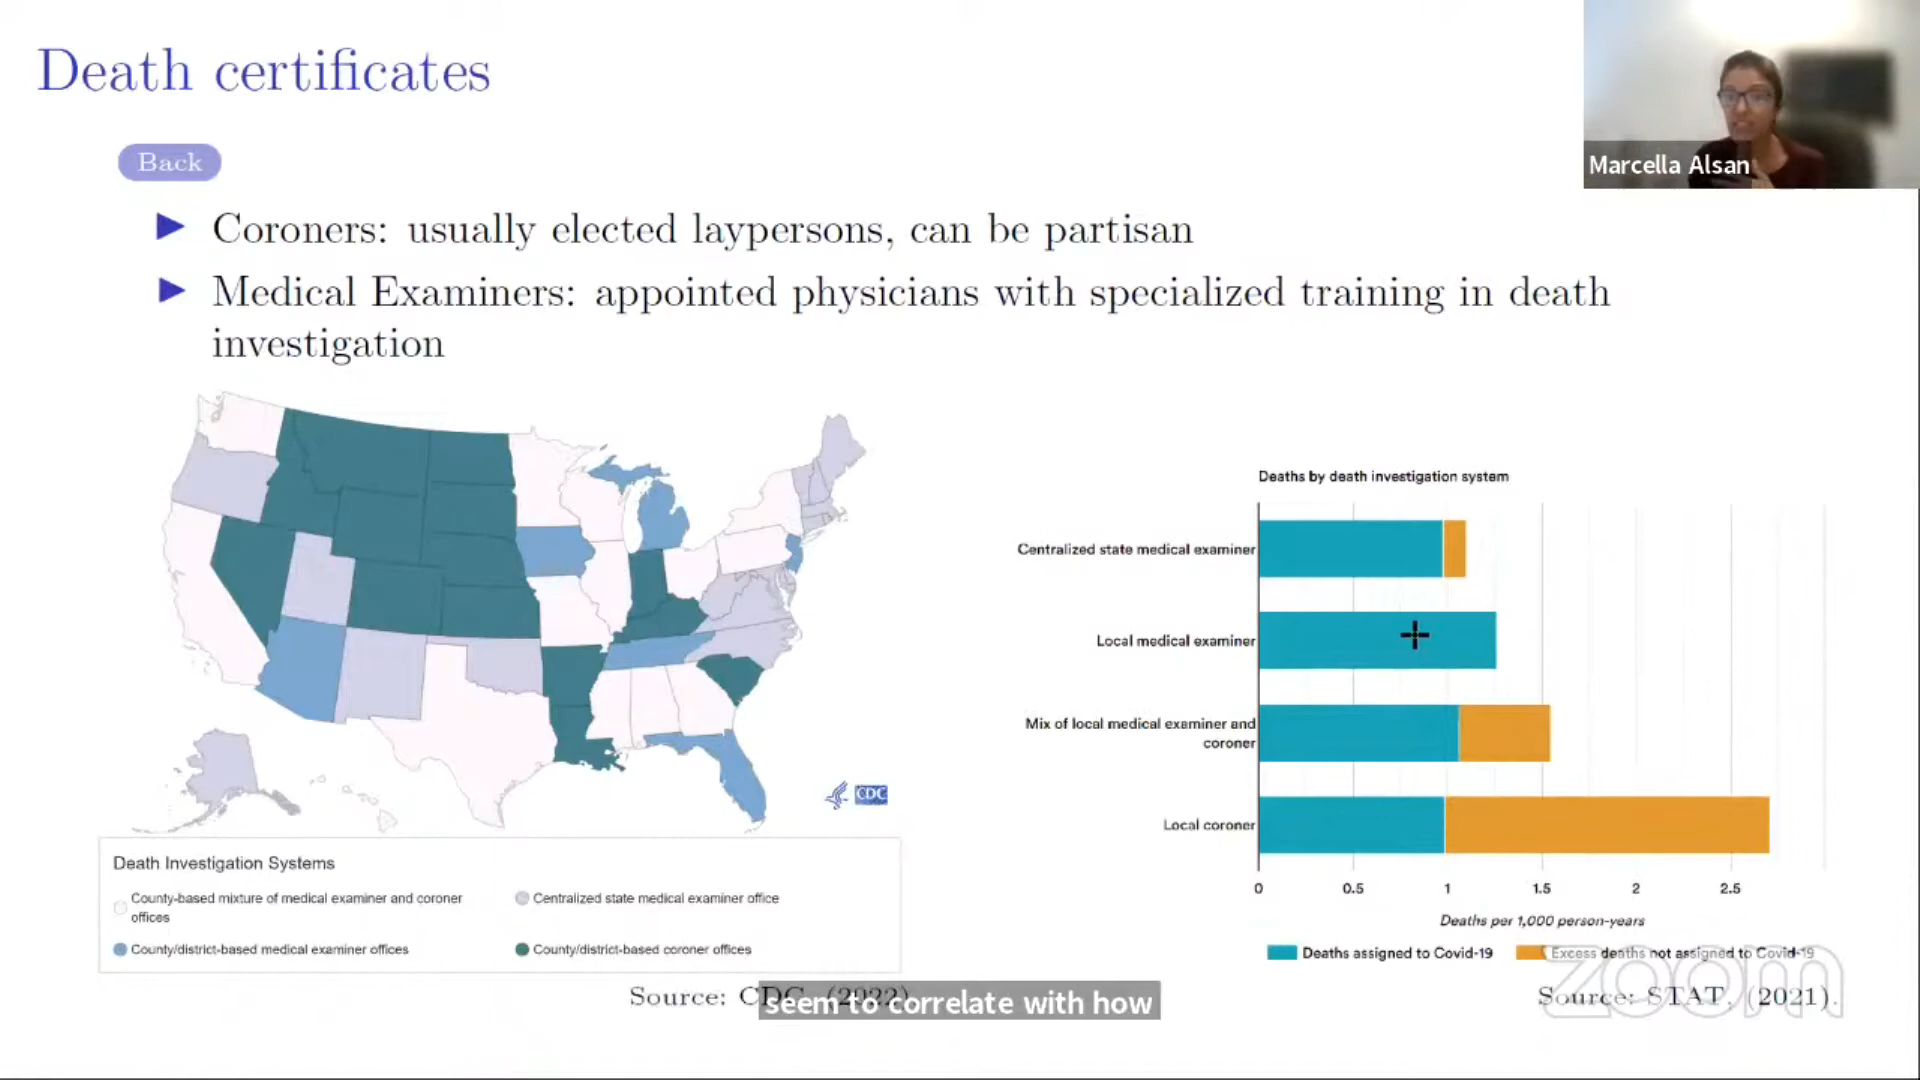 Death certificates
Marcella Alsan
Back
Coroners: usually elected laypersons, can be partisan
Medical Examiners: appointed physicians with specialized training in death
investigation
CDC
Death Investigation Systems
County-based mixture of medical examiner and coroner
offices
Centralized state medical examiner office
County/district-based medical examiner offices
County/district-based coroner offices
Source: CDC. (2022)
Deaths by death investigation system
Centralized state medical examiner
Local medical examiner
Mix of local medical examiner and
coroner
Local coroner
0 0.5 1 1.5 2 2.5
Deaths per 1,000 person-years
Deaths assigned to Covid-19
Excess deaths not assigned to Covid-19
Source: STAT. (2021).
zoom
seem to correlate with how